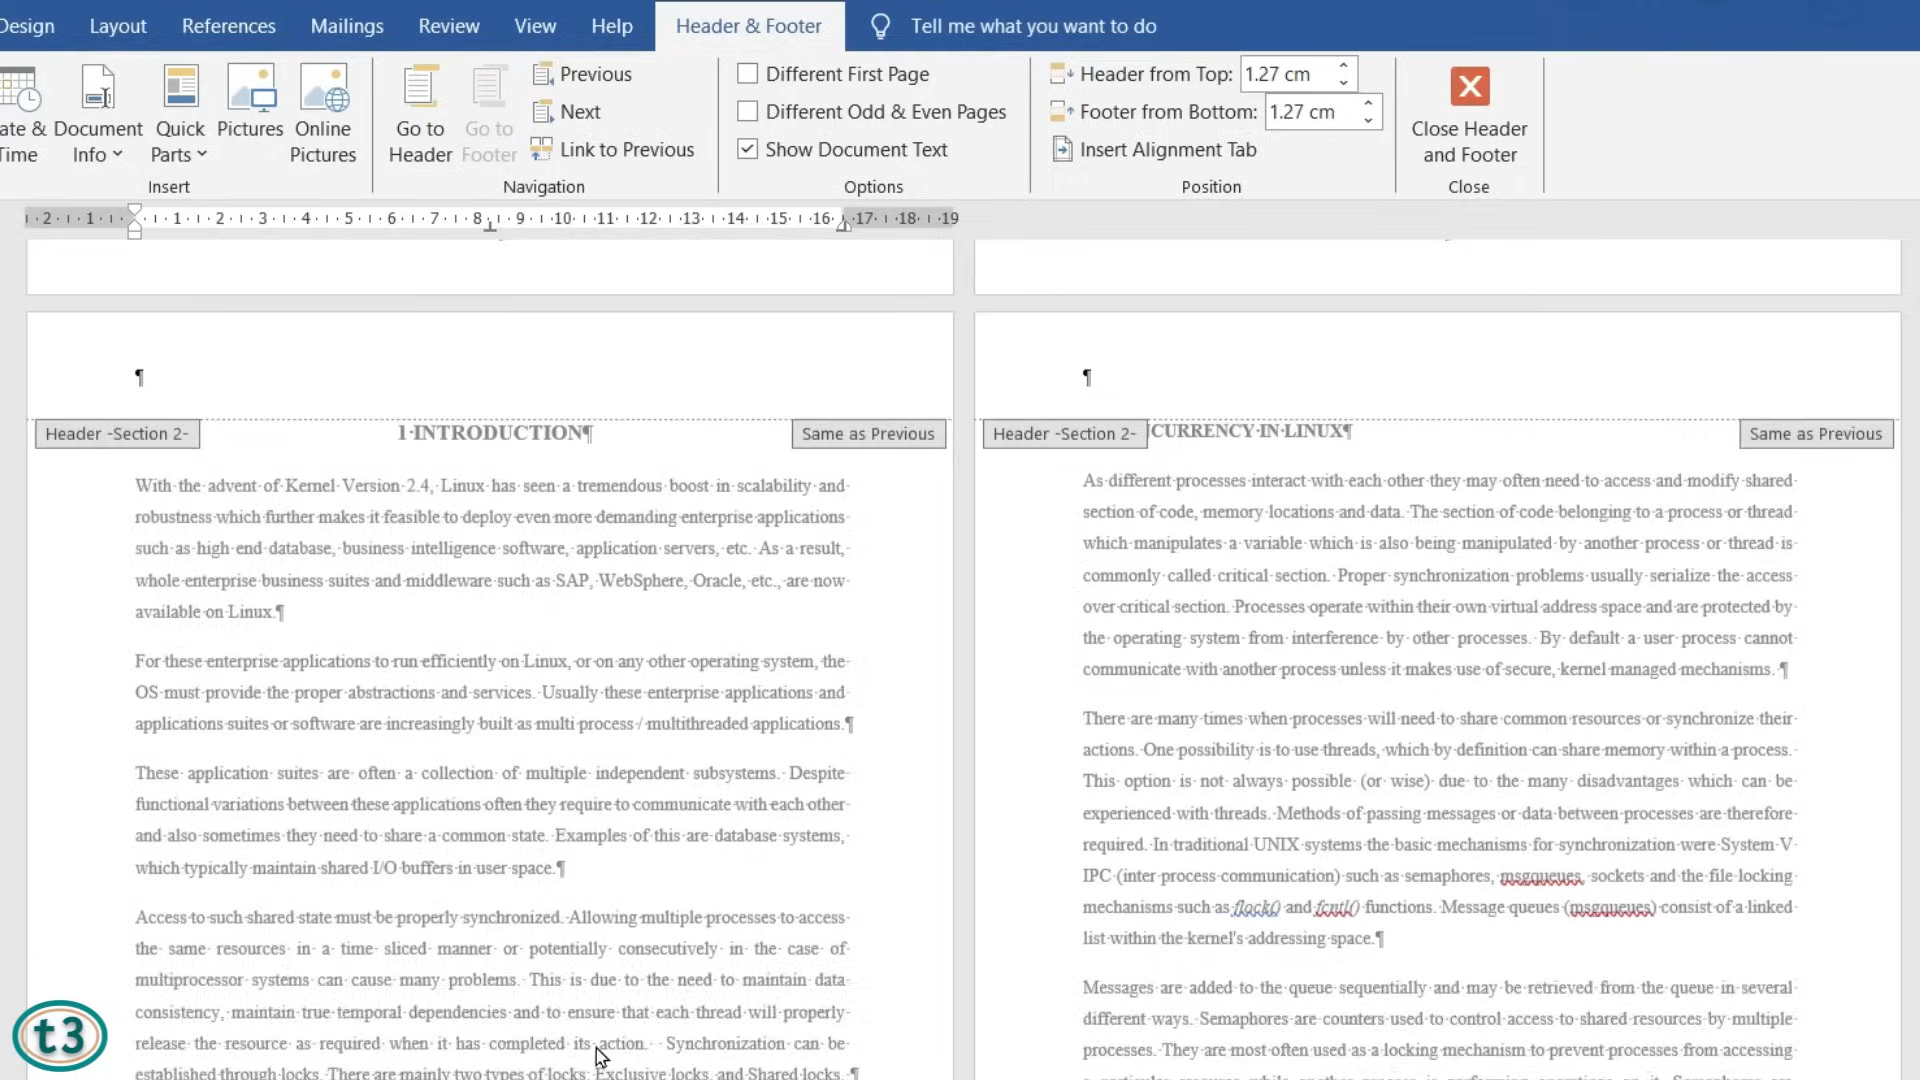 Design Layout References Mailings Review View Help Header & Footer Tell me what you want to do
ate & Time
Document Info
Quick Parts
Pictures
Online Pictures
Insert
Go to Header
Go to Footer
Previous
Next
Link to Previous
Navigation
Different First Page
Different Odd & Even Pages
Show Document Text
Options
Header from Top: 1.27 cm
Footer from Bottom: 1.27 cm
Insert Alignment Tab
Position
Close Header and Footer
Close
2 1 1 2 3 4 5 6 7 8 9 10 11 12 13 14 15 16 17 18 19
¶
Header -Section 2-
1·INTRODUCTION¶
Same as Previous
With the advent of Kernel Version 2.4, Linux has seen a tremendous boost in scalability and
robustness which further makes it feasible to deploy even more demanding enterprise applications
such as high end database, business intelligence software, application servers, etc. As a result,
whole enterprise business suites and middleware such as SAP, WebSphere, Oracle, etc., are now
available on Linux.¶
For these enterprise applications to run efficiently on Linux, or on any other operating system, the
OS must provide the proper abstractions and services. Usually these enterprise applications and
applications suites or software are increasingly built as multi process / multithreaded applications.¶
These application suites are often a collection of multiple independent subsystems. Despite
functional variations between these applications often they require to communicate with each other
and also sometimes they need to share a common state. Examples of this are database systems,
which typically maintain shared I/O buffers in user space.¶
Access to such shared state must be properly synchronized. Allowing multiple processes to access
the same resources in a time sliced manner or potentially consecutively in the case of
multiprocessor systems can cause many problems. This is due to the need to maintain data
consistency, maintain true temporal dependencies and to ensure that each thread will properly
release the resource as required when it has completed its action. Synchronization can be
established through locks. There are mainly two types of locks: Exclusive locks, and Shared locks. ¶
¶
Header -Section 2-
CURRENCY·IN·LINUX¶
Same as Previous
As different processes interact with each other they may often need to access and modify shared
section of code, memory locations and data. The section of code belonging to a process or thread
which manipulates a variable which is also being manipulated by another process or thread is
commonly called critical section. Proper synchronization problems usually serialize the access
over critical section. Processes operate within their own virtual address space and are protected by
the operating system from interference by other processes. By default a user process cannot
communicate with another process unless it makes use of secure, kernel managed mechanisms. ¶
There are many times when processes will need to share common resources or synchronize their
actions. One possibility is to use threads, which by definition can share memory within a process.
This option is not always possible (or wise) due to the many disadvantages which can be
experienced with threads. Methods of passing messages or data between processes are therefore
required. In traditional UNIX systems the basic mechanisms for synchronization were System V
IPC (inter process communication) such as semaphores, msgqueues, sockets and the file locking
mechanisms such as flock() and fcntl() functions. Message queues (msgqueues) consist of a linked
list within the kernel's addressing space.¶
Messages are added to the queue sequentially and may be retrieved from the queue in several
different ways. Semaphores are counters used to control access to shared resources by multiple
processes. They are most often used as a locking mechanism to prevent processes from accessing
t3